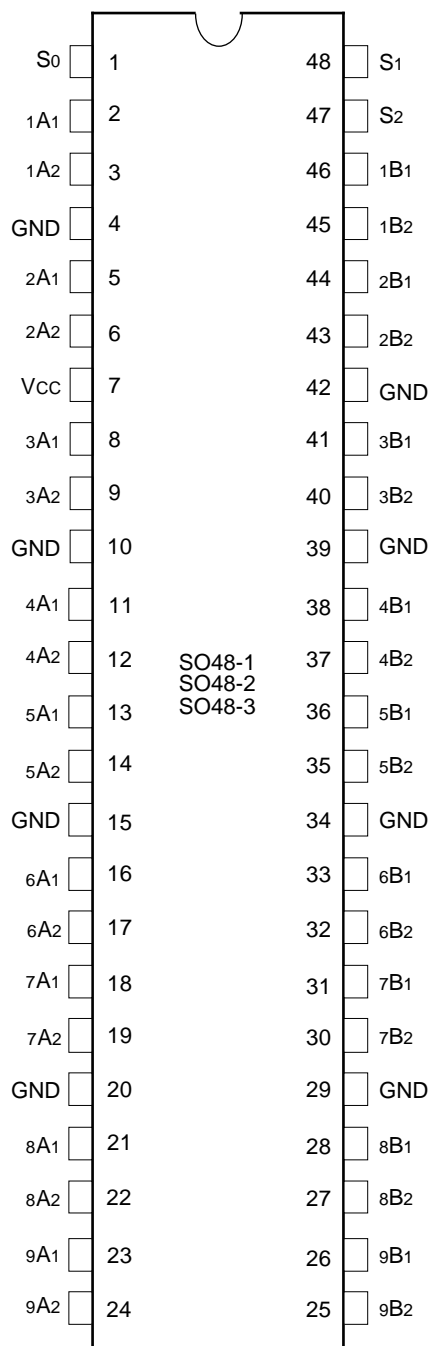 S0 1 48 S1
1A1 2 47 S2
1A2 3 46 1B1
GND 4 45 1B2
2A1 5 44 2B1
2A2 6 43 2B2
VCC 7 42 GND
3A1 8 41 3B1
3A2 9 40 3B2
GND 10 39 GND
4A1 11 38 4B1
4A2 12 37 4B2
SO48-1
SO48-2
SO48-3
5A1 13 36 5B1
5A2 14 35 5B2
GND 15 34 GND
6A1 16 33 6B1
6A2 17 32 6B2
7A1 18 31 7B1
7A2 19 30 7B2
GND 20 29 GND
8A1 21 28 8B1
8A2 22 27 8B2
9A1 23 26 9B1
9A2 24 25 9B2